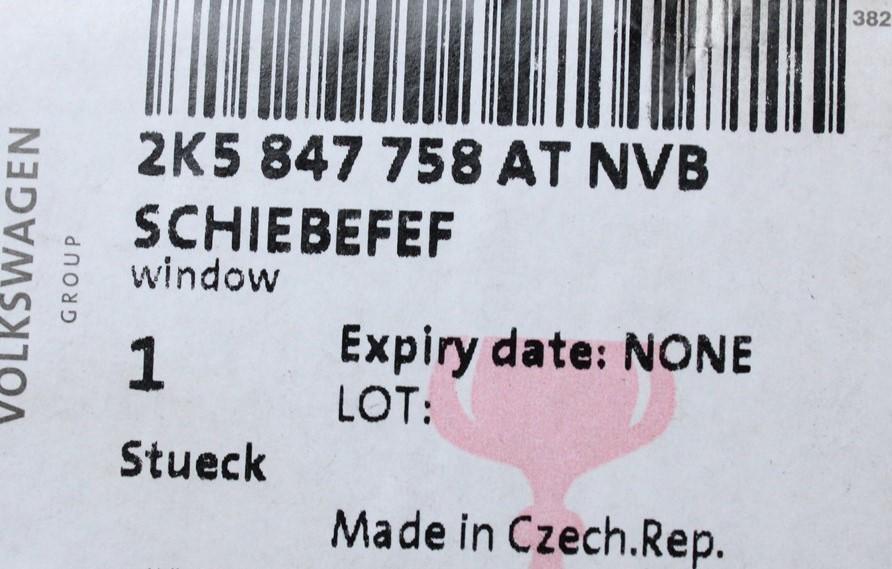 382
2K5 847 758 AT NVB
SCHIEBEFEF
window
1
Expiry date: NONE
LOT:
Stueck
Made in Czech.Rep.
VOLKSWAGEN
GROUP